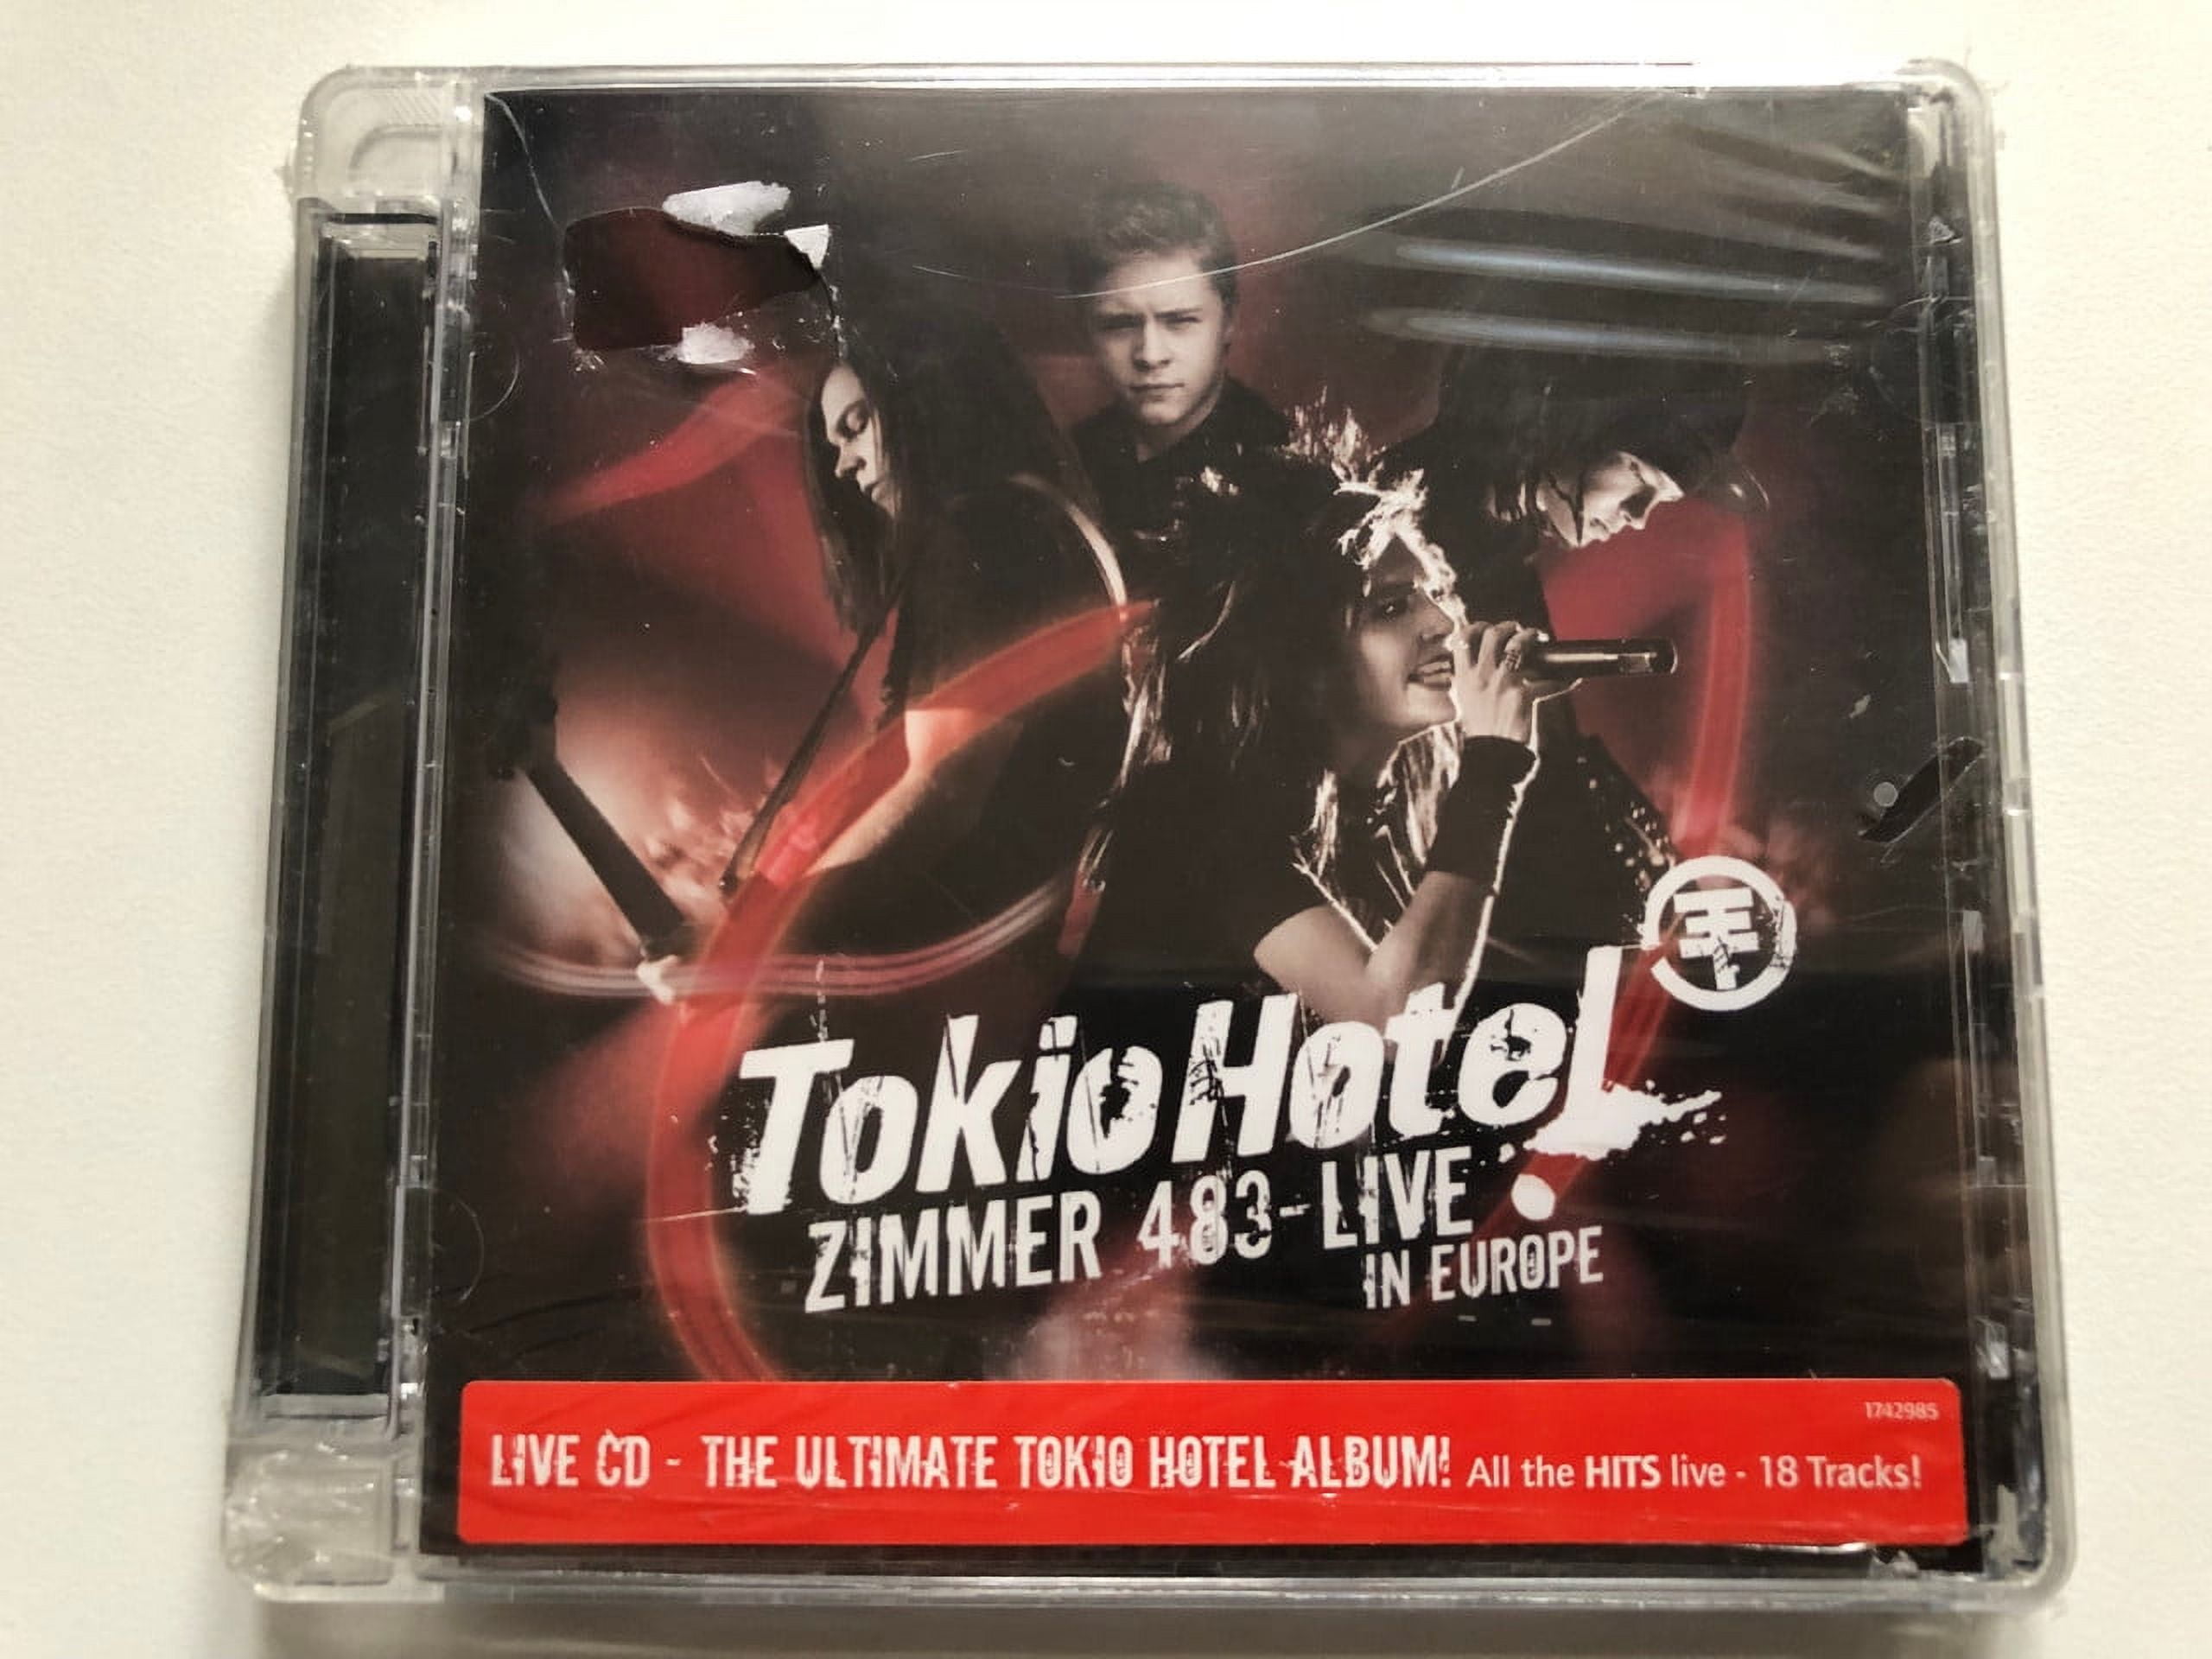 Tokio Hotel
ZIMMER 483-LIVE
IN EUROPE
1742985
LIVE CD - THE ULTIMATE TOKIO HOTEL ALBUM! All the HITS live - 18 Tracks!